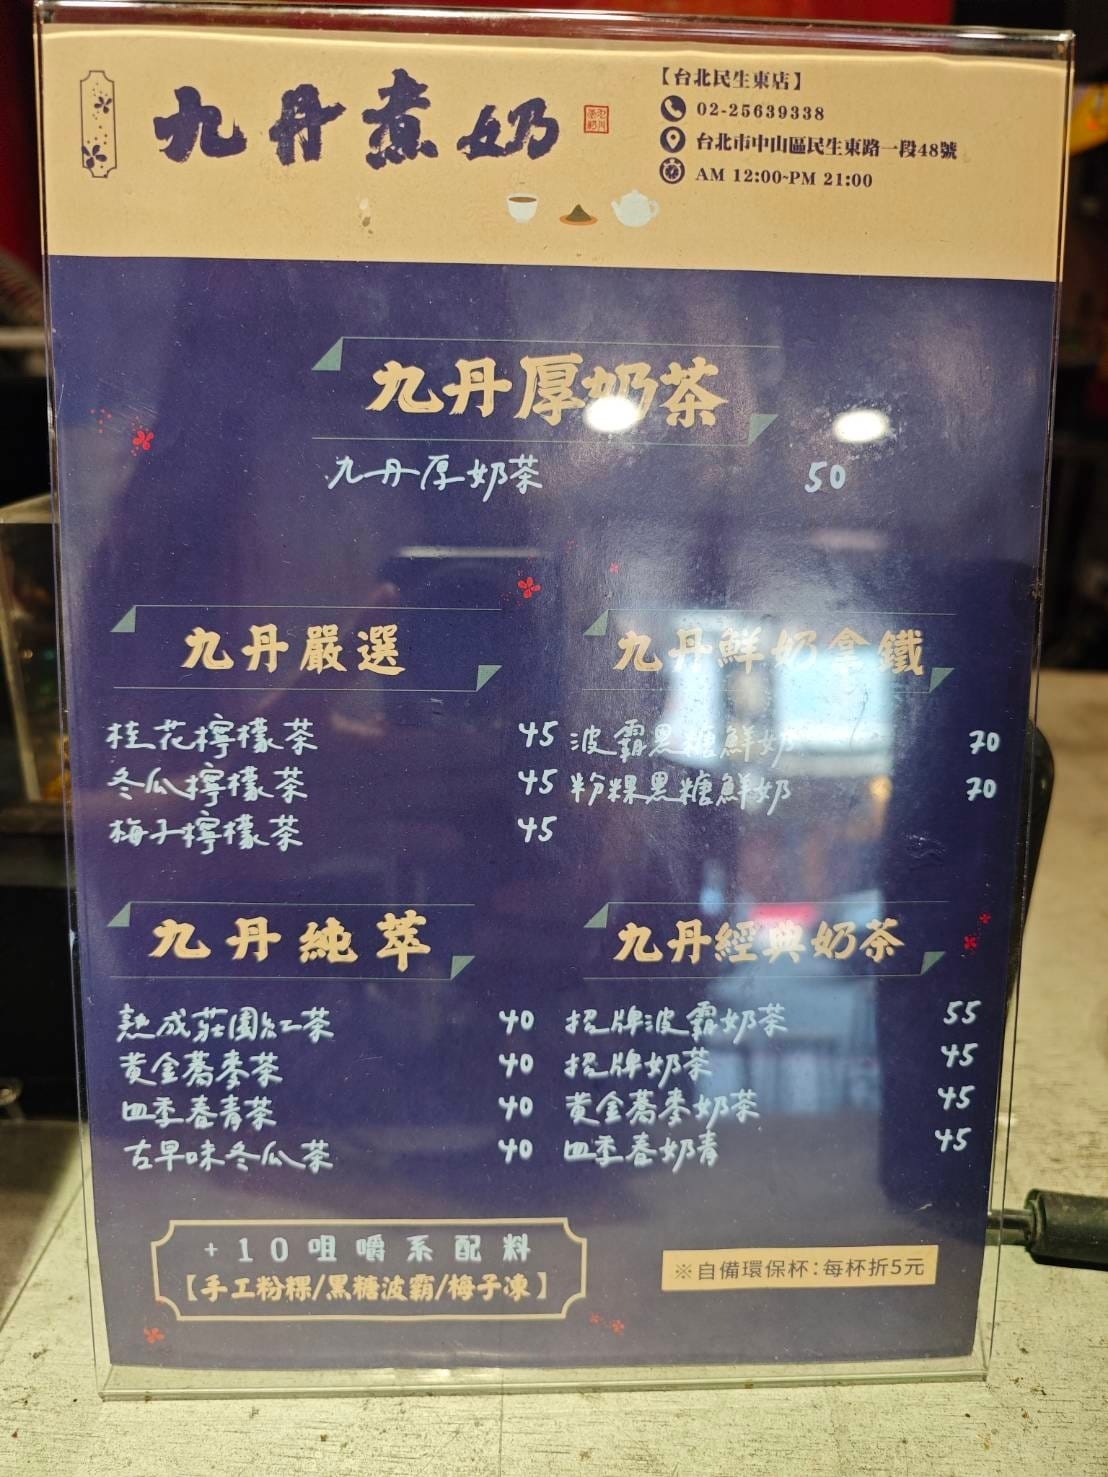 九丹煮奶
【台北民生東店】
02-25639338
台北市中山區民生東路一段48號
AM 12:00~PM 21:00
九丹厚奶茶
九丹厚奶茶 50
九丹嚴選
桂花檸檬茶 45
冬瓜檸檬茶 45
梅子檸檬茶 45
九丹鮮奶拿鐵
波霸黑糖鮮奶 70
粉粿黑糖鮮奶 70
九丹純萃
熟成莊園紅茶 40
黃金蕎麥茶 40
四季春青茶 40
古早味冬瓜茶 40
九丹經典奶茶
招牌波霸奶茶 55
招牌奶茶 45
黃金蕎麥奶茶 45
四季春奶青 45
+10咀嚼系配料
【手工粉粿/黑糖波霸/梅子凍】
※自備環保杯:每杯折5元